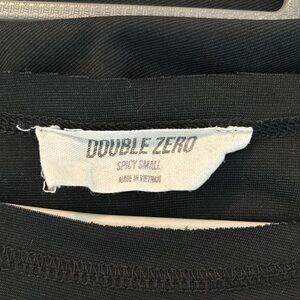 DOUBLE ZERO
SPICY SMALL
MADE IN VIETNAM